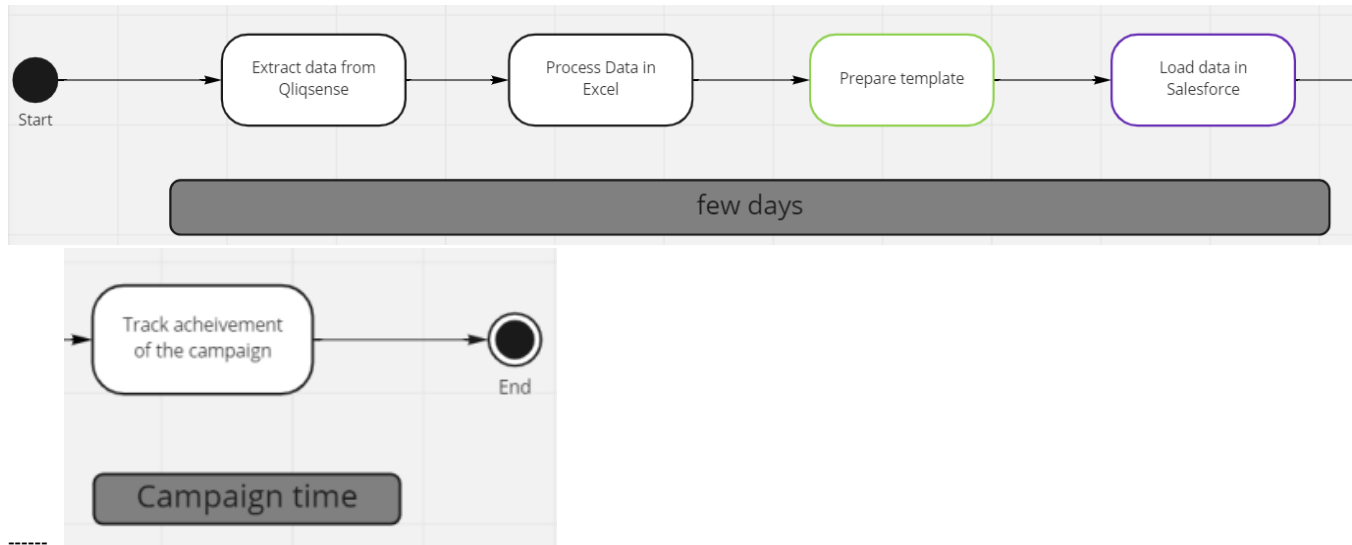 Extract data from
Qliqsense
Process Data in
Excel
Prepare template
Load data in
Salesforce
Start
few days
Track acheivement
of the campaign
End
Campaign time
------